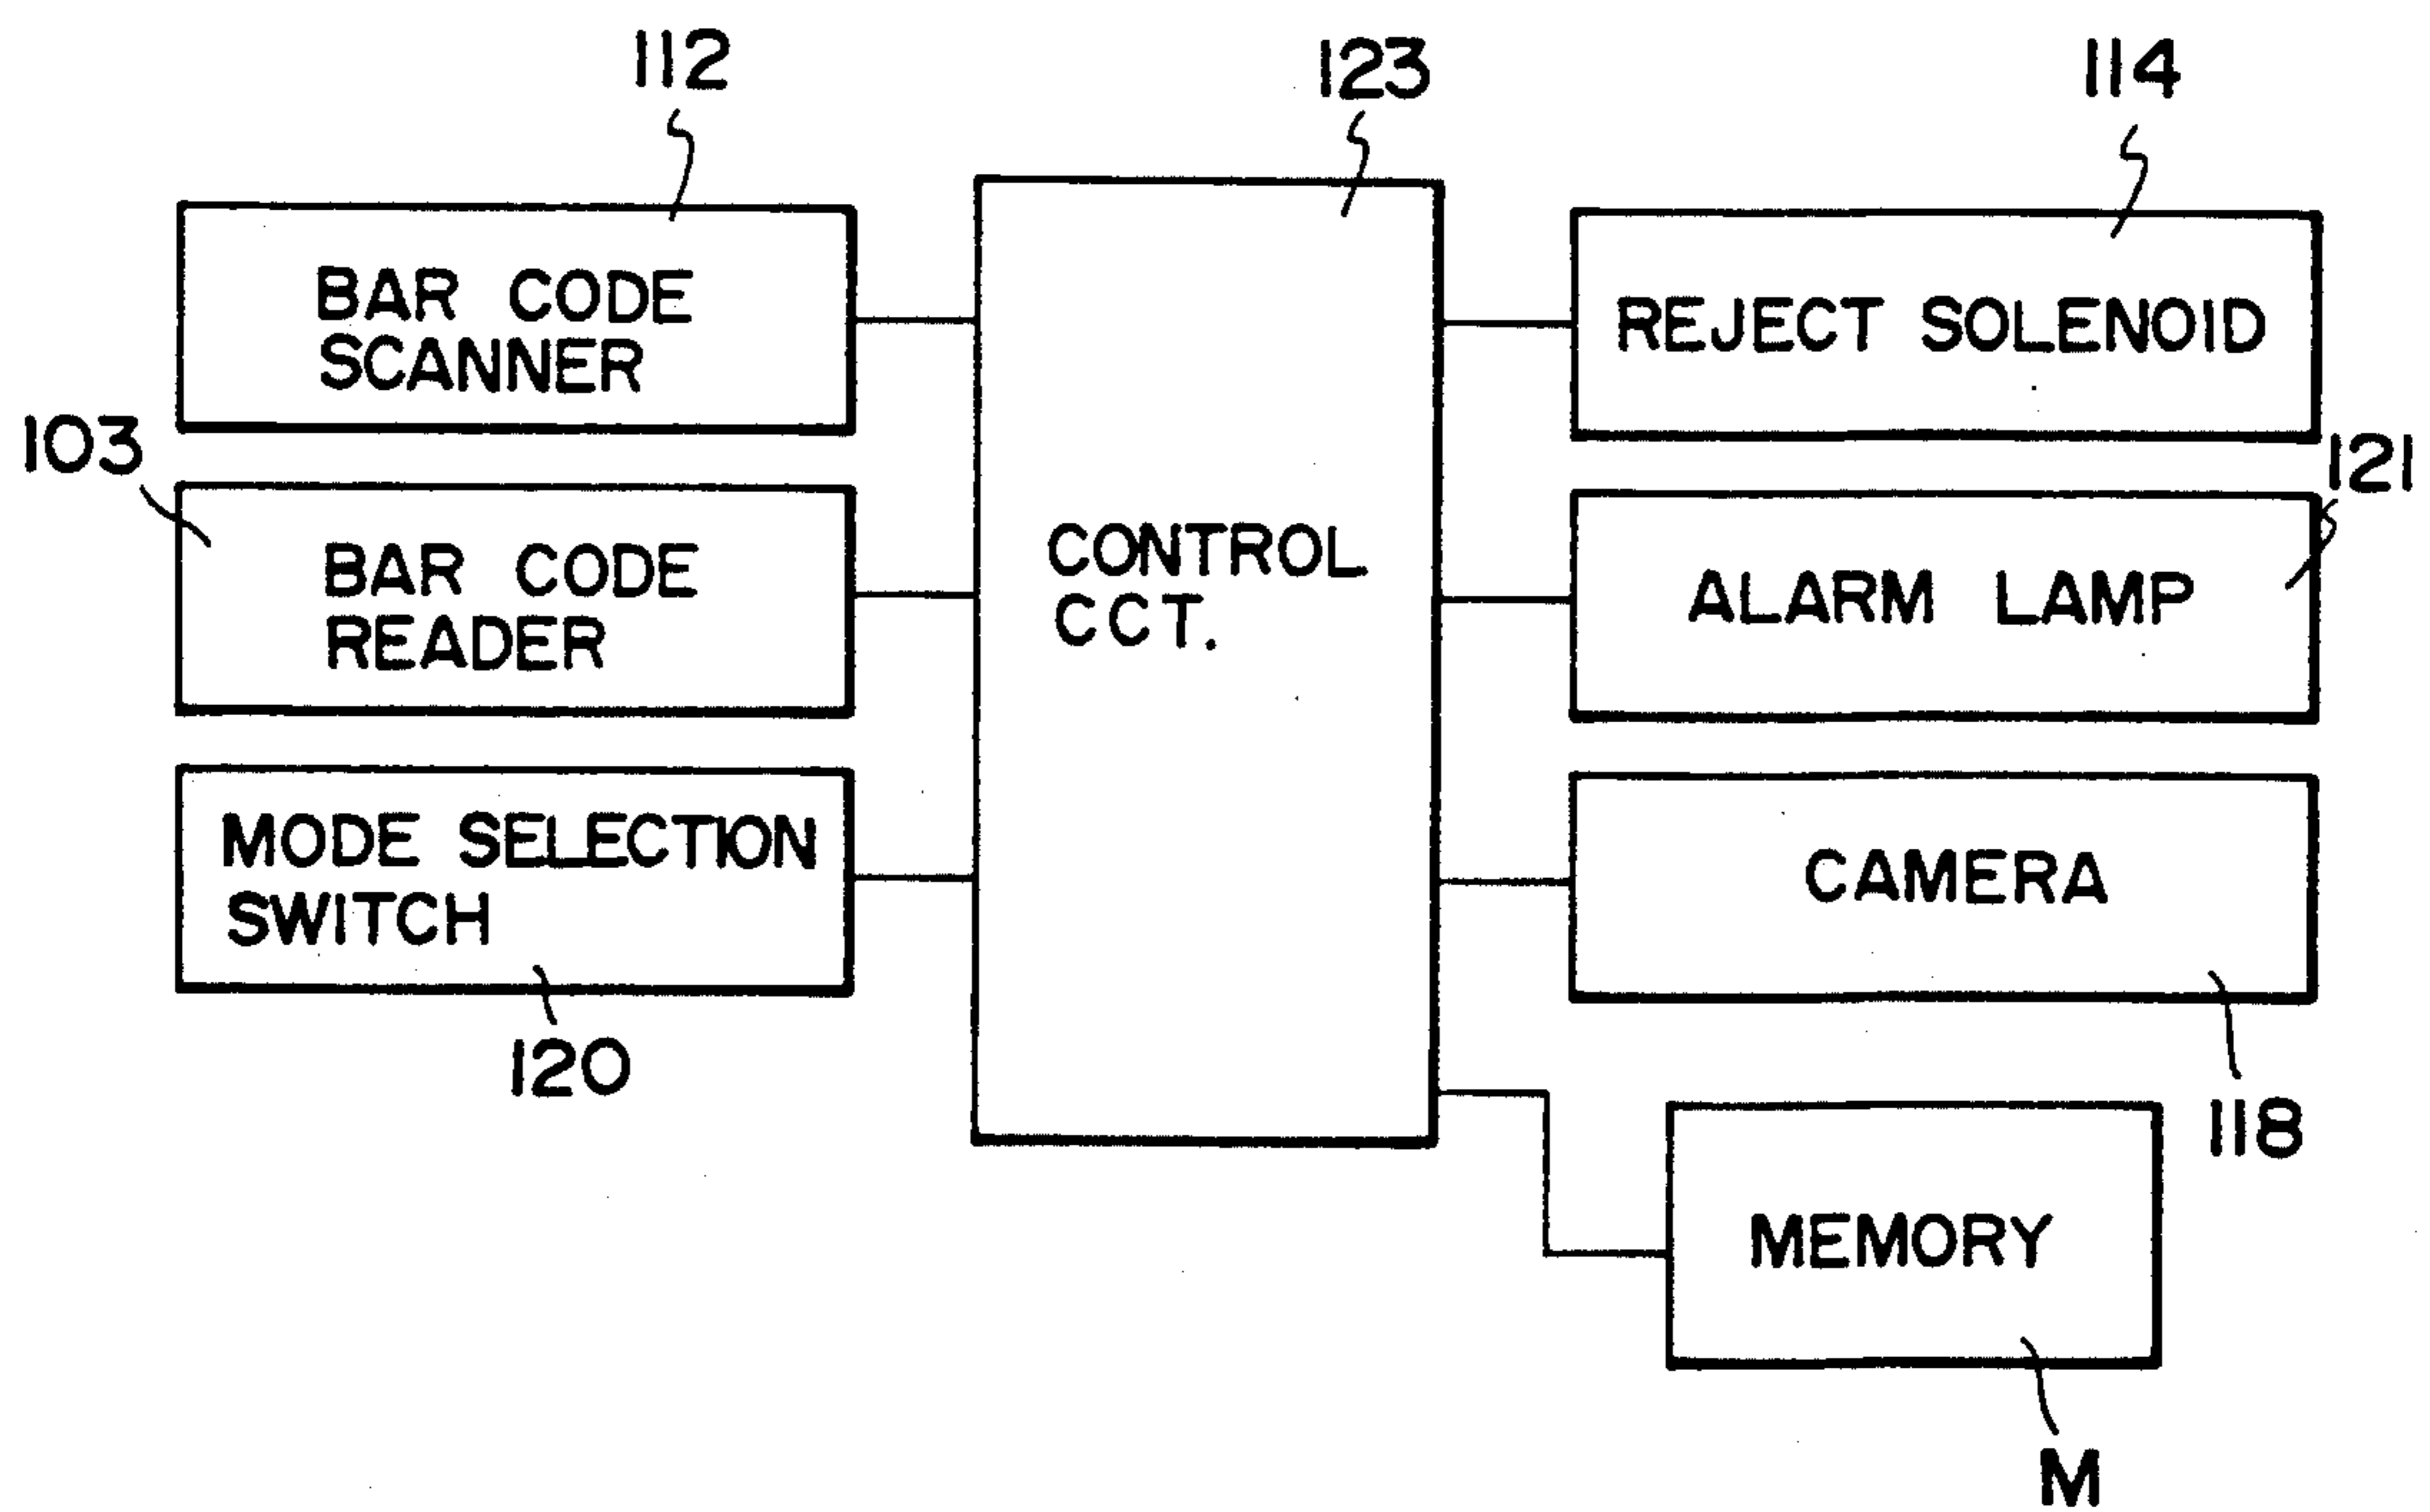 112
123
114
BAR CODE
SCANNER
REJECT SOLENOID
103
121
BAR CODE
READER
CONTROL
CCT.
ALARM LAMP
MODE SELECTION
SWITCH
CAMERA
120
118
MEMORY
M